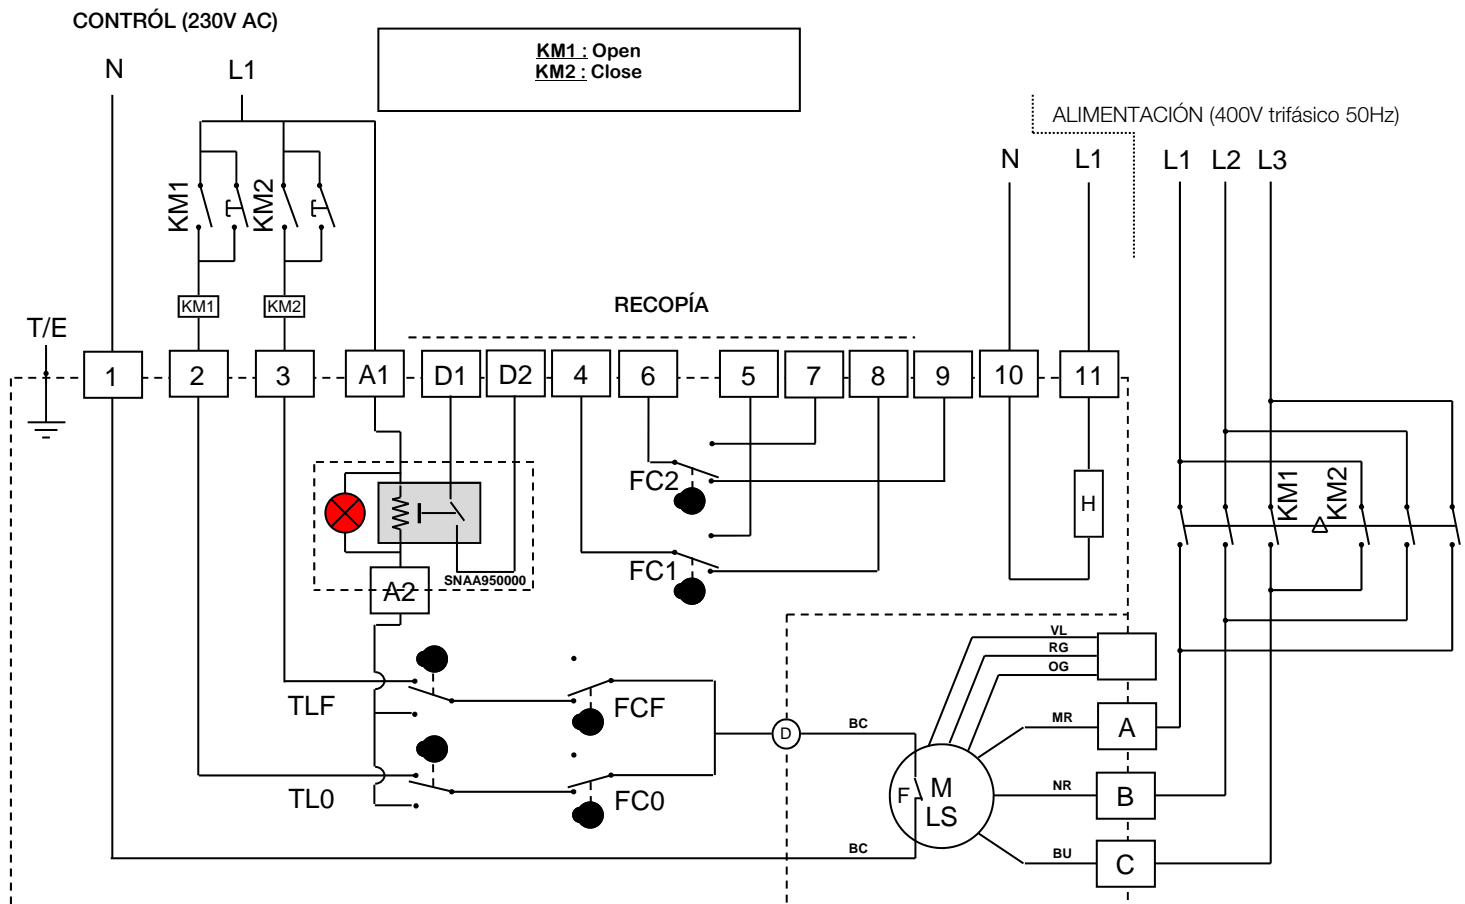 CONTRÓL (230V AC)
KM1 : Open
KM2 : Close
N
L1
ALIMENTACIÓN (400V trifásico 50Hz)
N
L1
L1
L2
L3
KM1
KM2
KM1
KM2
RECOPÍA
T/E
1
2
3
A1
D1
D2
4
6
5
7
8
9
10
11
FC2
H
KM1
KM2
FC1
SNAA950000
A2
VL
RG
OG
TLF
FCF
D
BC
MR
A
TL0
FC0
F
M
LS
NR
B
BC
BU
C